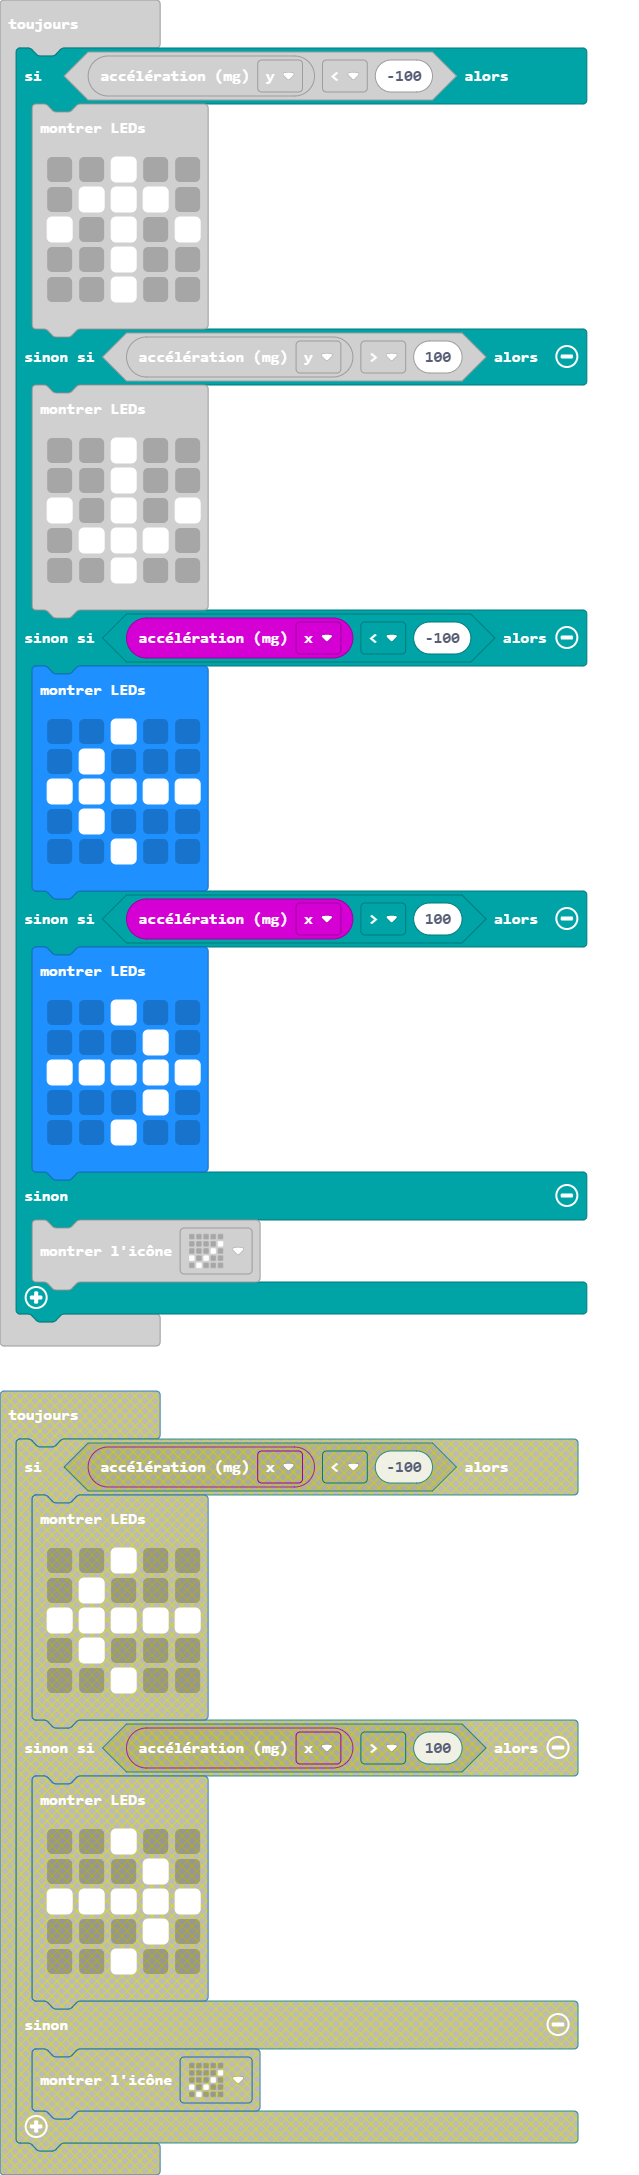 toujours
si accélération (mg) y < -100 alors
montrer LEDs
sinon si accélération (mg) y > 100 alors
montrer LEDs
sinon si accélération (mg) x < -100 alors
montrer LEDs
sinon si accélération (mg) x > 100 alors
montrer LEDs
sinon
montrer l'icône
toujours
si accélération (mg) x < -100 alors
montrer LEDs
sinon si accélération (mg) x > 100 alors
montrer LEDs
sinon
montrer l'icône